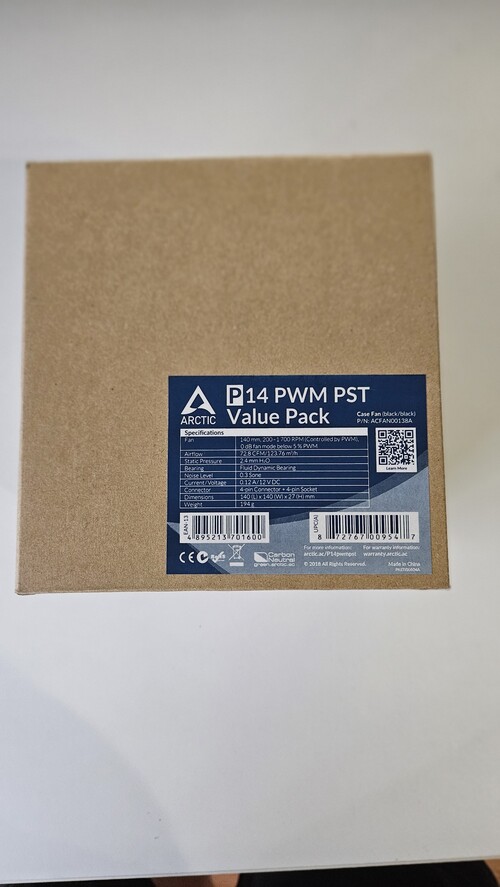 ARCTIC
P14 PWM PST
Value Pack
Case Fan (black/black)
P/N: ACFAN00138A
Learn More
Specifications
Fan 140 mm, 200–1 700 RPM (Controlled by PWM),
0 dB fan mode below 5 % PWM
Airflow 72.8 CFM/123.76 m³/h
Static Pressure 2.4 mm H₂O
Bearing Fluid Dynamic Bearing
Noise Level 0.3 Sone
Current/Voltage 0.12 A/12 V DC
Connector 4-pin Connector + 4-pin Socket
Dimensions 140 (L) x 140 (W) x 27 (H) mm
Weight 194 g
EAN-13
4 895213 701600
UPC(A)
8 72767 00954 7
CE
Carbon
Neutral
green.arctic.ac
For more information:
arctic.ac/P14pwmpst
For warranty information:
warranty.arctic.ac
© 2018 All Rights Reserved.
Made in China